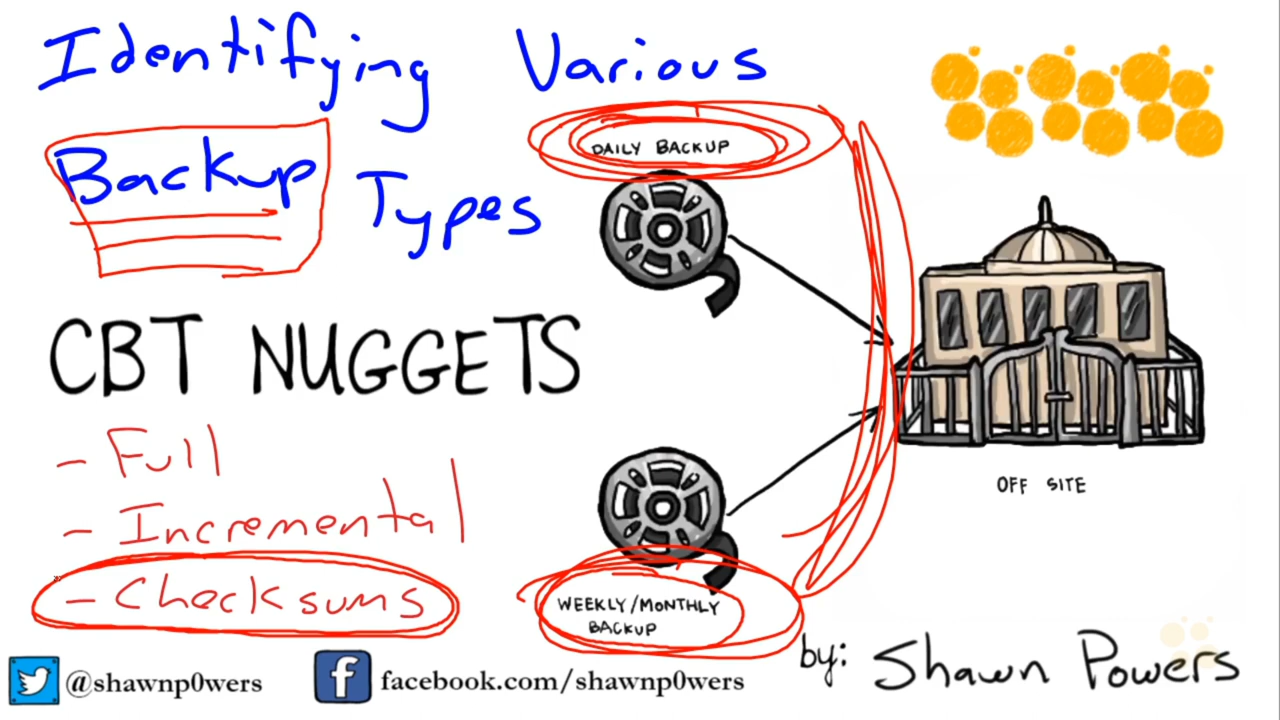 Identifying Various
Backup Types
DAILY BACKUP
CBT NUGGETS
- Full
- Incremental
- Checksums
OFF SITE
WEEKLY/MONTHLY
BACKUP
by: Shawn Powers
@shawnp0wers
facebook.com/shawnp0wers